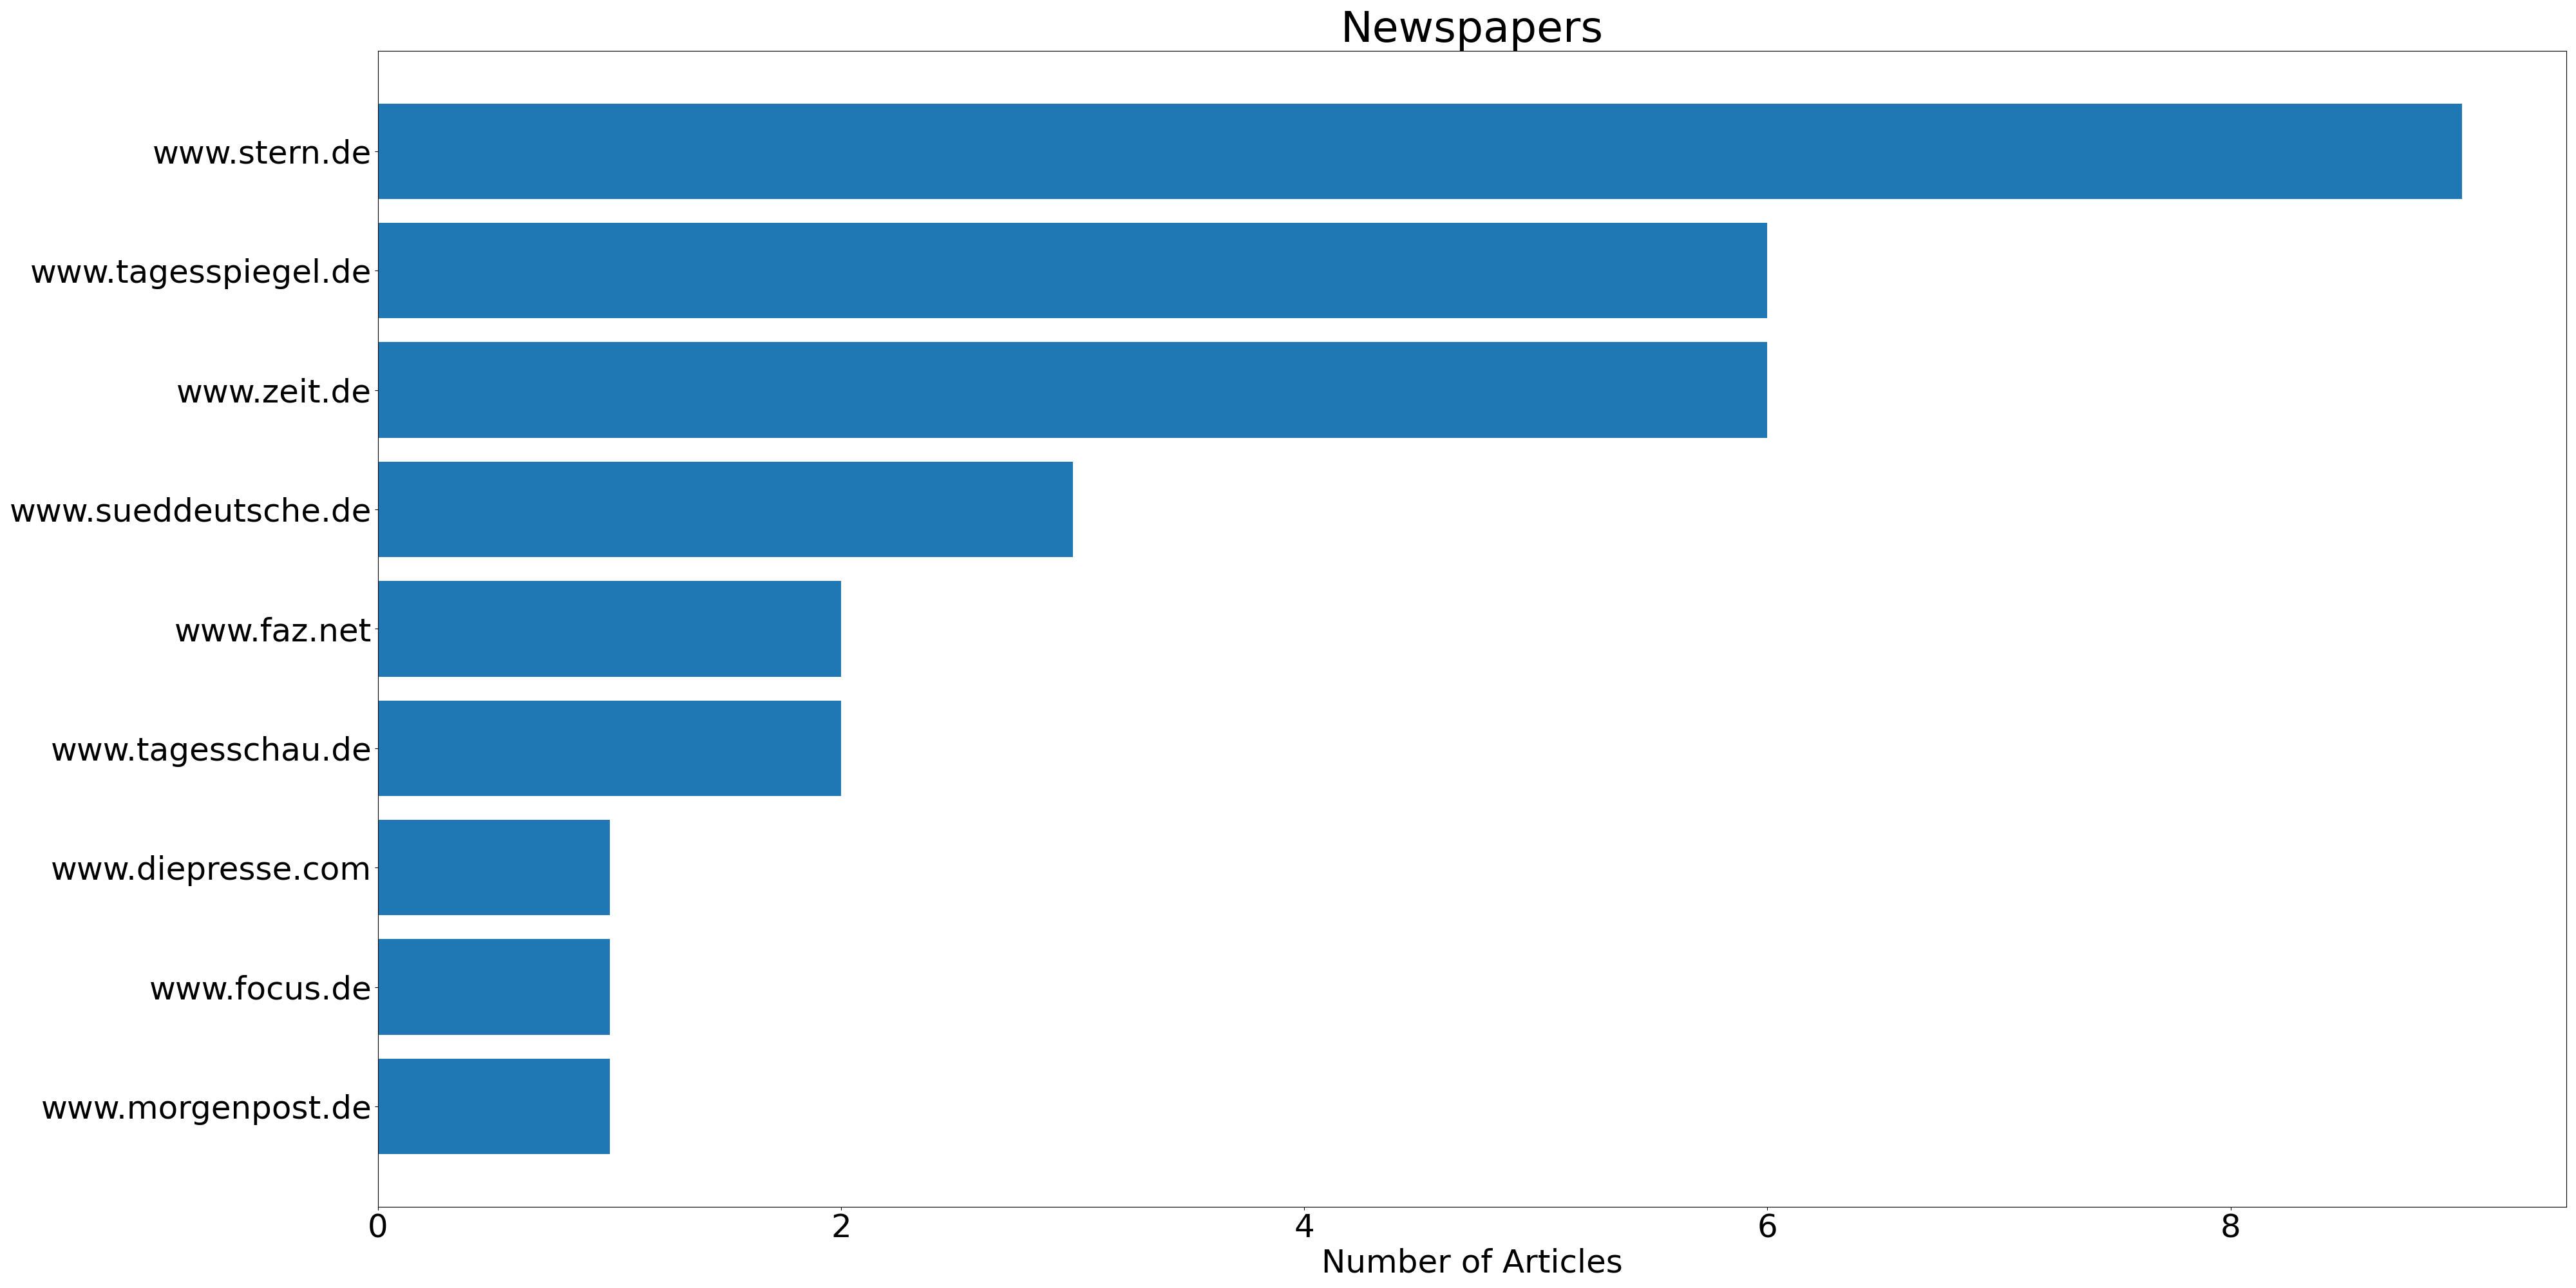 Newspapers
www.stern.de
www.tagesspiegel.de
www.zeit.de
www.sueddeutsche.de
www.faz.net
www.tagesschau.de
www.diepresse.com
www.focus.de
www.morgenpost.de
0 2 4 6 8
Number of Articles